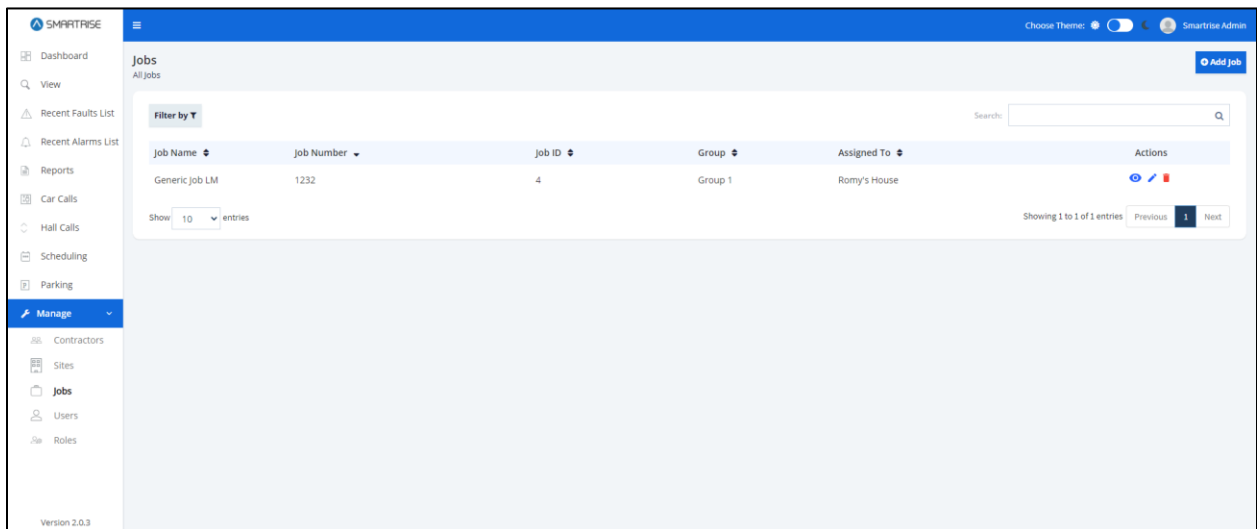 SMARTRISE
Choose Theme:
Smartrise Admin
Dashboard
View
Recent Faults List
Recent Alarms List
Reports
Car Calls
Hall Calls
Scheduling
Parking
Manage
Contractors
Sites
Jobs
Users
Roles
Version 2.0.3
Jobs
All Jobs
Add Job
Filter by
Search:
Job Name Job Number Job ID Group Assigned To Actions
Generic Job LM 1232 4 Group 1 Romy's House
Show 10 entries
Showing 1 to 1 of 1 entries Previous 1 Next